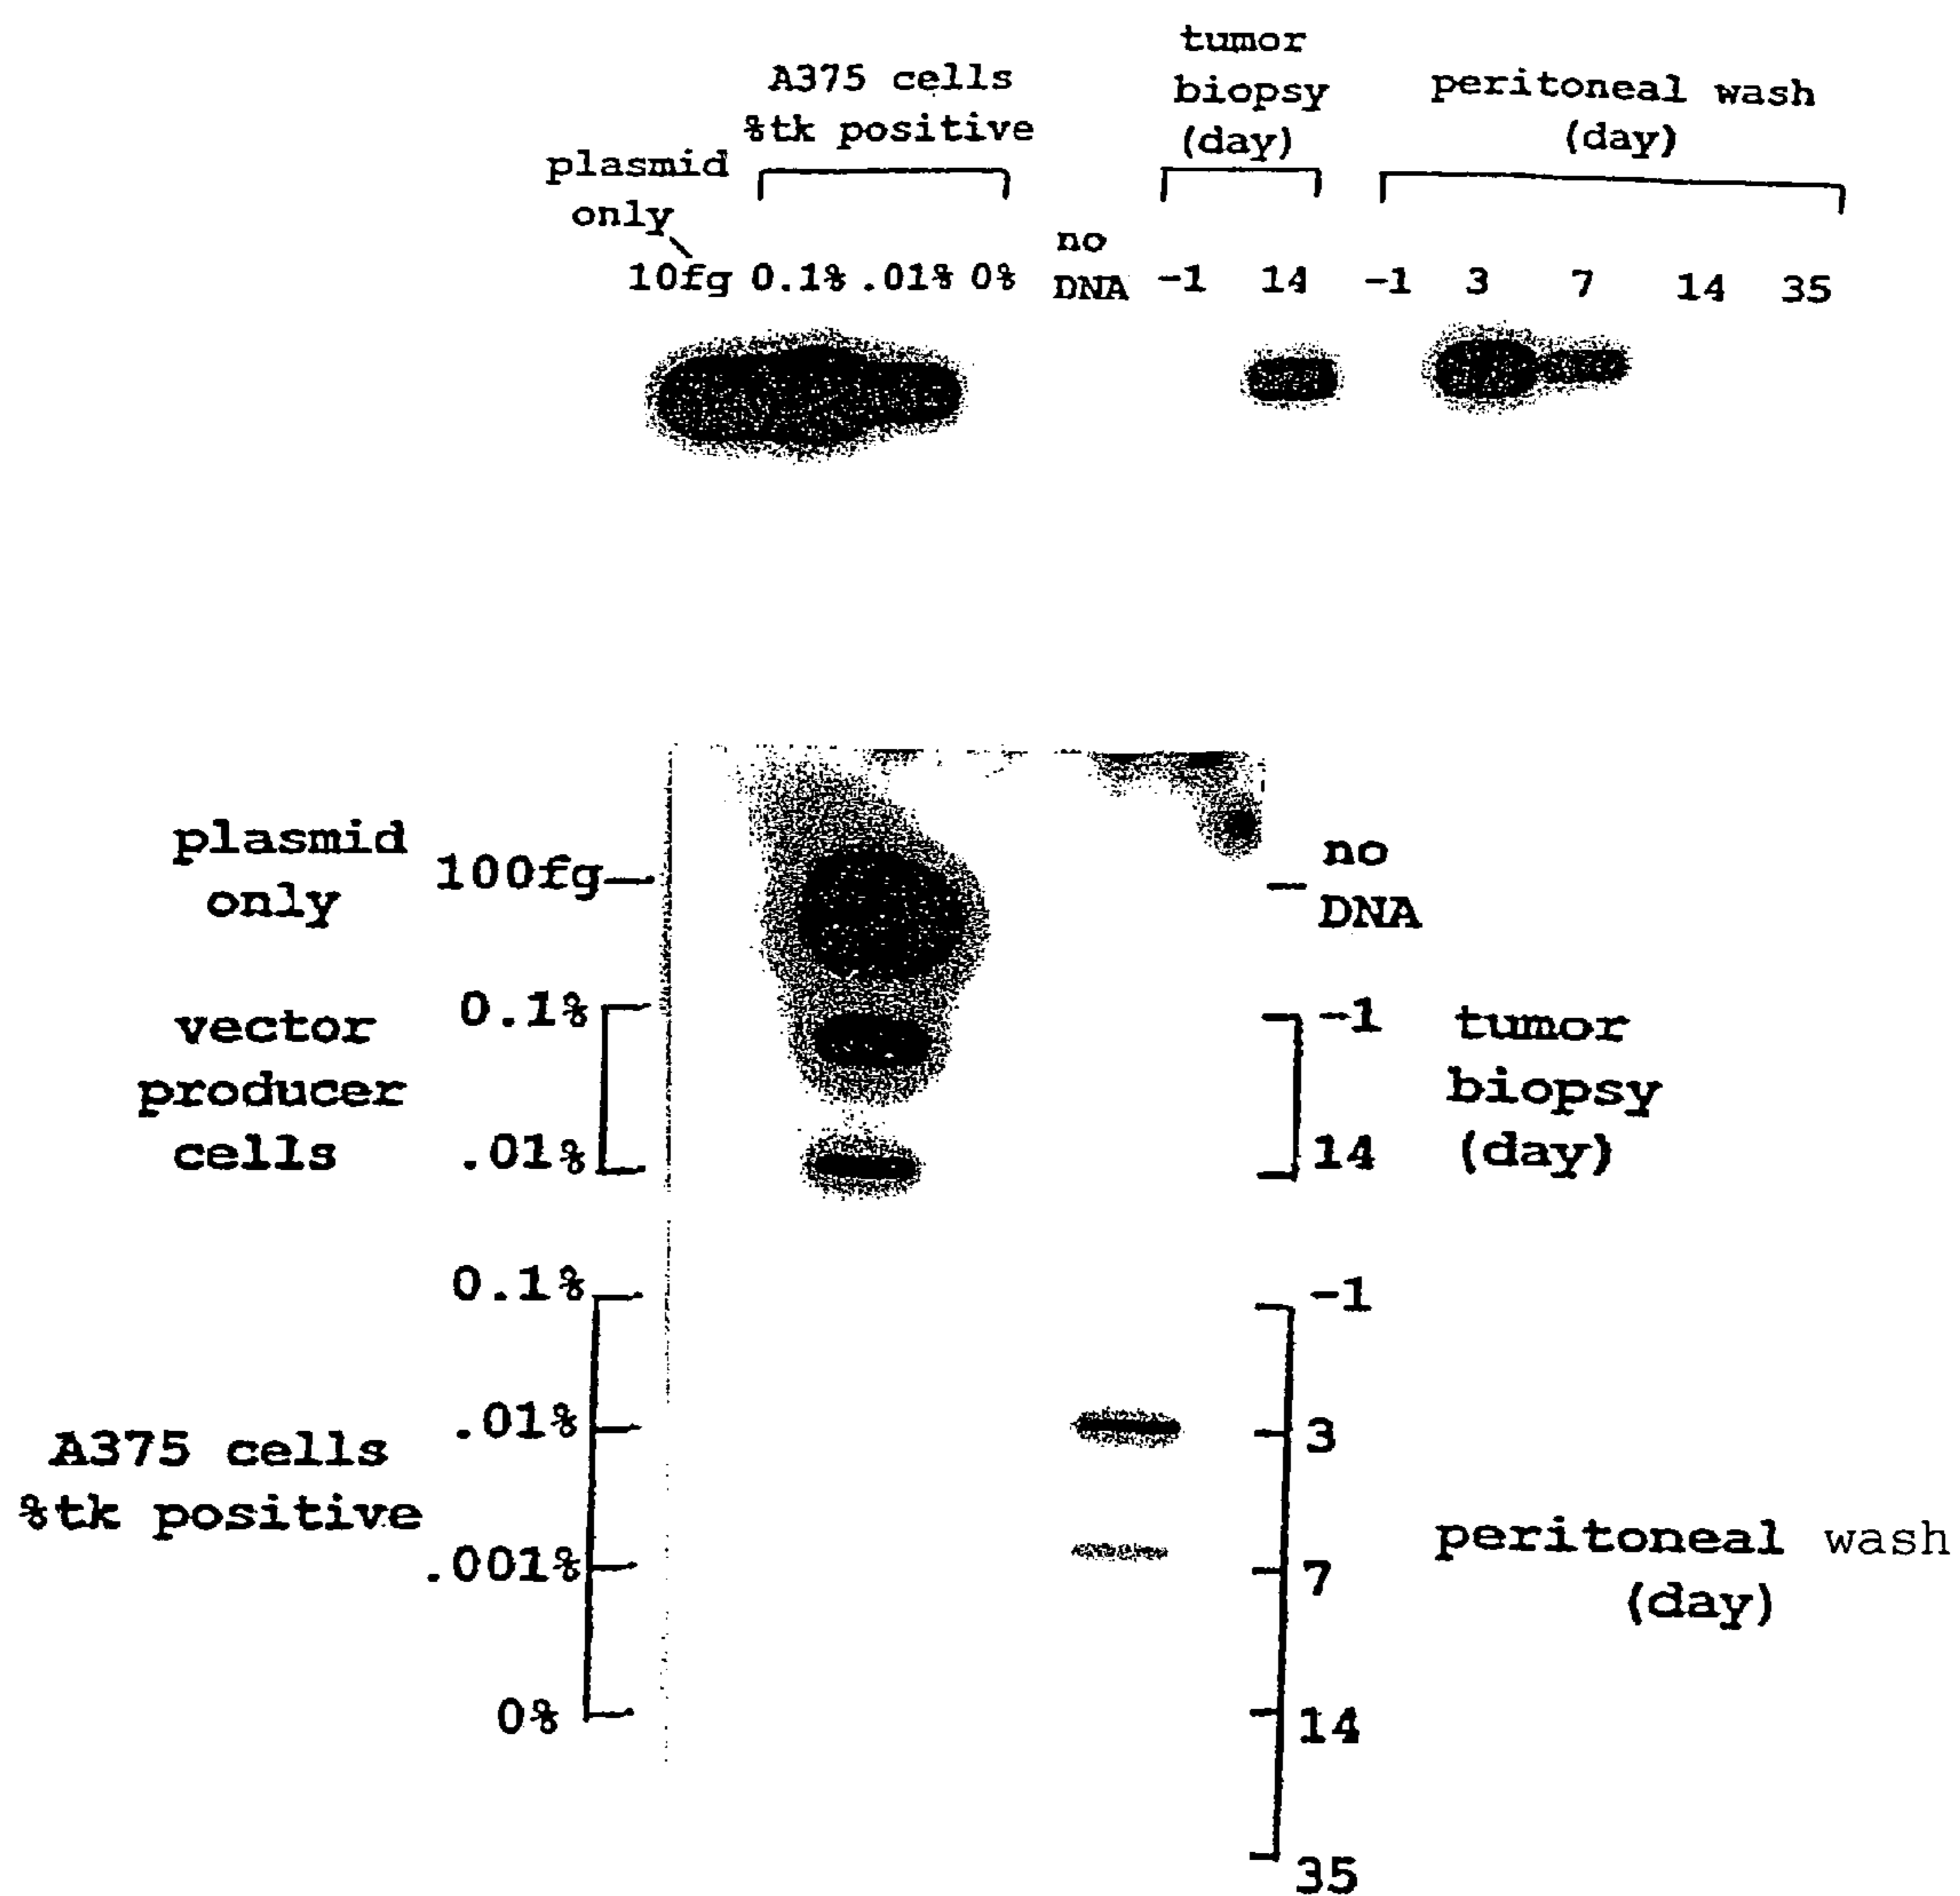 tumor
biopsy
(day)
A375 cells
%tk positive
peritoneal wash
(day)
plasmid
only
10fg 0.1% .01% 0%
no
DNA
-1 14
-1 3 7 14 35
plasmid
only
100fg
no
DNA
vector
producer
cells
0.1%
.01%
-1
14
tumor
biopsy
(day)
A375 cells
%tk positive
0.1%
.01%
.001%
0%
-1
3
7
14
35
peritoneal wash
(day)